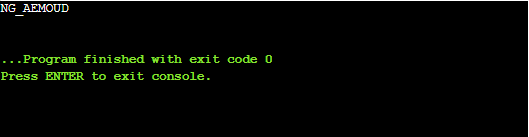 NG_AEMOUD
...Program finished with exit code 0
Press ENTER to exit console.